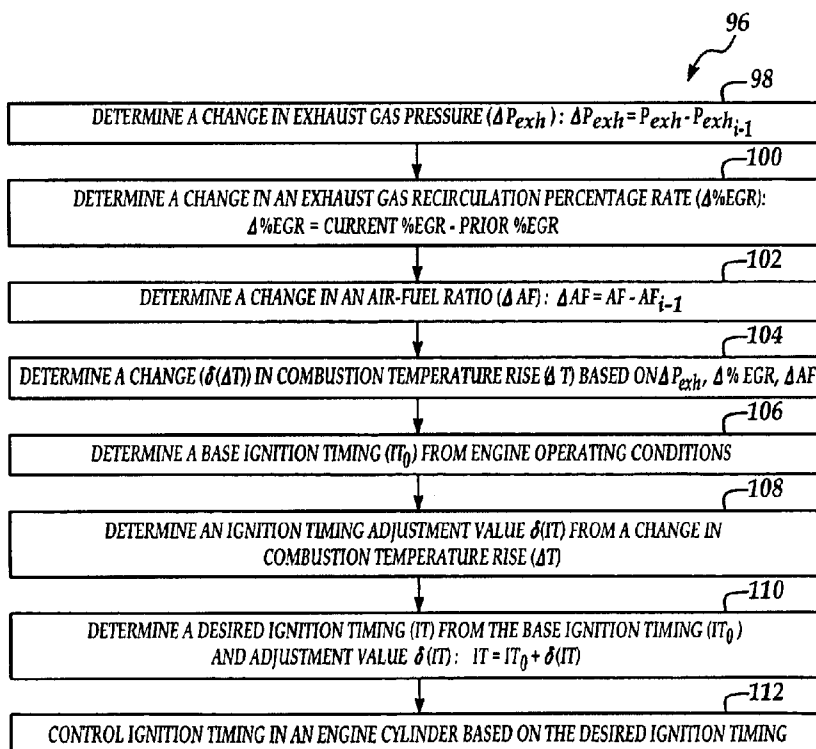 96
98
DETERMINE A CHANGE IN EXHAUST GAS PRESSURE (ΔPexh): ΔPexh = Pexh - Pexhi-1
100
DETERMINE A CHANGE IN AN EXHAUST GAS RECIRCULATION PERCENTAGE RATE (Δ%EGR):
Δ%EGR = CURRENT %EGR - PRIOR %EGR
102
DETERMINE A CHANGE IN AN AIR-FUEL RATIO (ΔAF): ΔAF = AF - AFi-1
104
DETERMINE A CHANGE (δ(ΔT)) IN COMBUSTION TEMPERATURE RISE (ΔT) BASED ON ΔPexh, Δ% EGR, ΔAF
106
DETERMINE A BASE IGNITION TIMING (IT0) FROM ENGINE OPERATING CONDITIONS
108
DETERMINE AN IGNITION TIMING ADJUSTMENT VALUE δ(IT) FROM A CHANGE IN
COMBUSTION TEMPERATURE RISE (ΔT)
110
DETERMINE A DESIRED IGNITION TIMING (IT) FROM THE BASE IGNITION TIMING (IT0)
AND ADJUSTMENT VALUE δ(IT): IT = IT0 + δ(IT)
112
CONTROL IGNITION TIMING IN AN ENGINE CYLINDER BASED ON THE DESIRED IGNITION TIMING